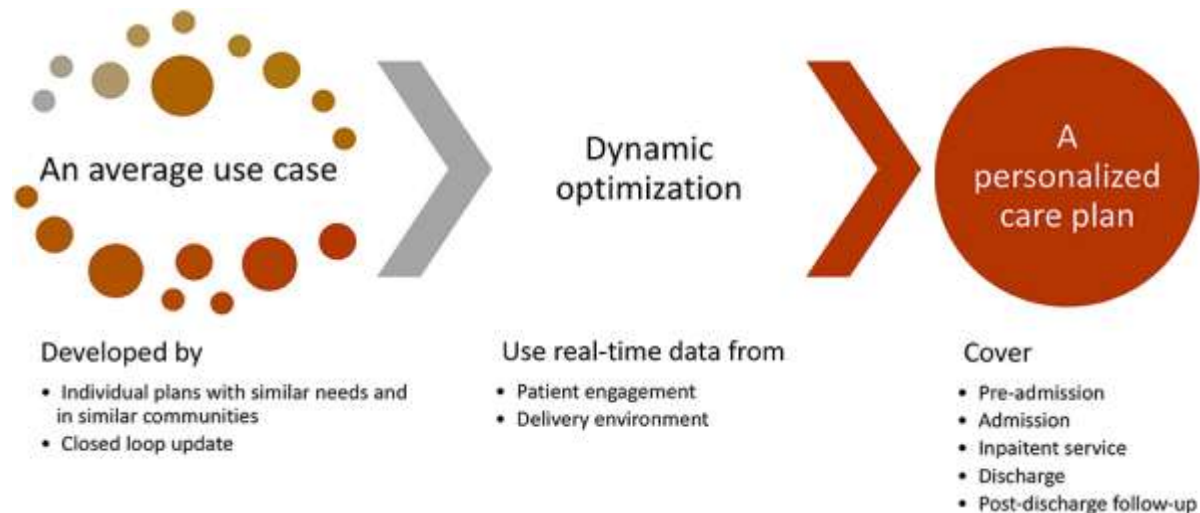 An average use case
Dynamic
optimization
A
personalized
care plan
Developed by
• Individual plans with similar needs and
in similar communities
• Closed loop update
Use real-time data from
• Patient engagement
• Delivery environment
Cover
• Pre-admission
• Admission
• Inpaitent service
• Discharge
• Post-discharge follow-up